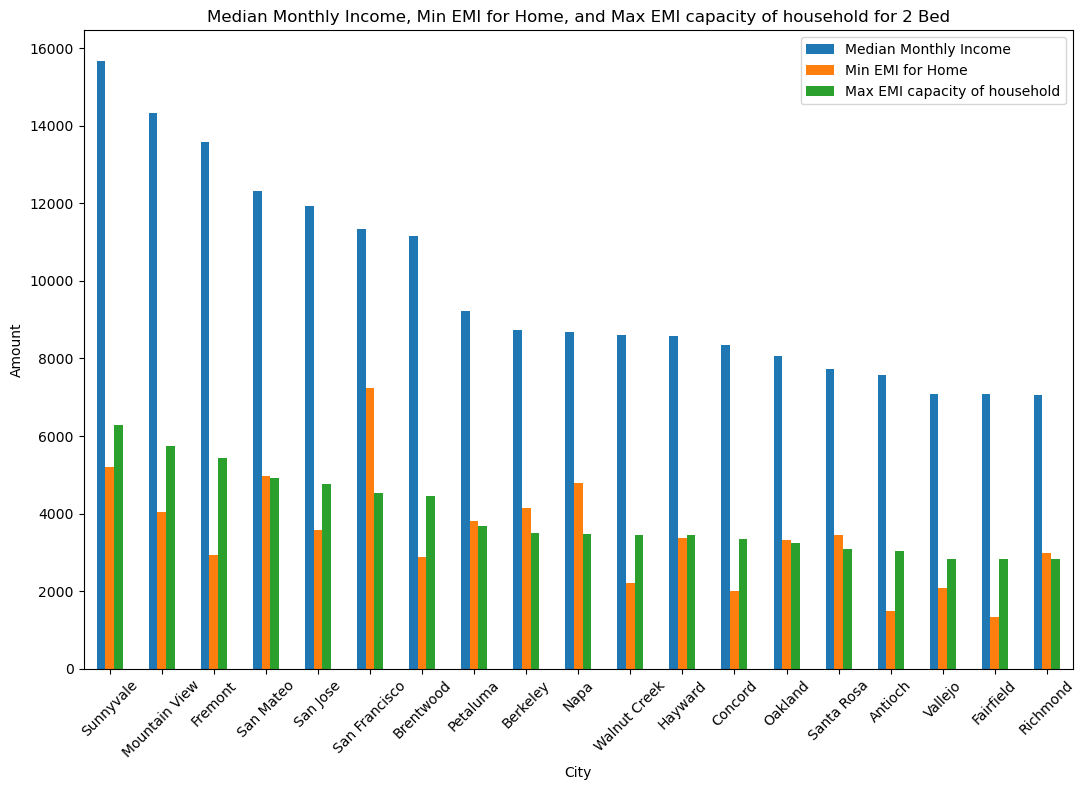 Median Monthly Income, Min EMI for Home, and Max EMI capacity of household for 2 Bed
Median Monthly Income
Min EMI for Home
Max EMI capacity of household
Amount
16000
14000
12000
10000
8000
6000
4000
2000
0
Sunnyvale
Mountain View
Fremont
San Mateo
San Jose
San Francisco
Brentwood
Petaluma
Berkeley
Napa
Walnut Creek
Hayward
Concord
Oakland
Santa Rosa
Antioch
Vallejo
Fairfield
Richmond
City